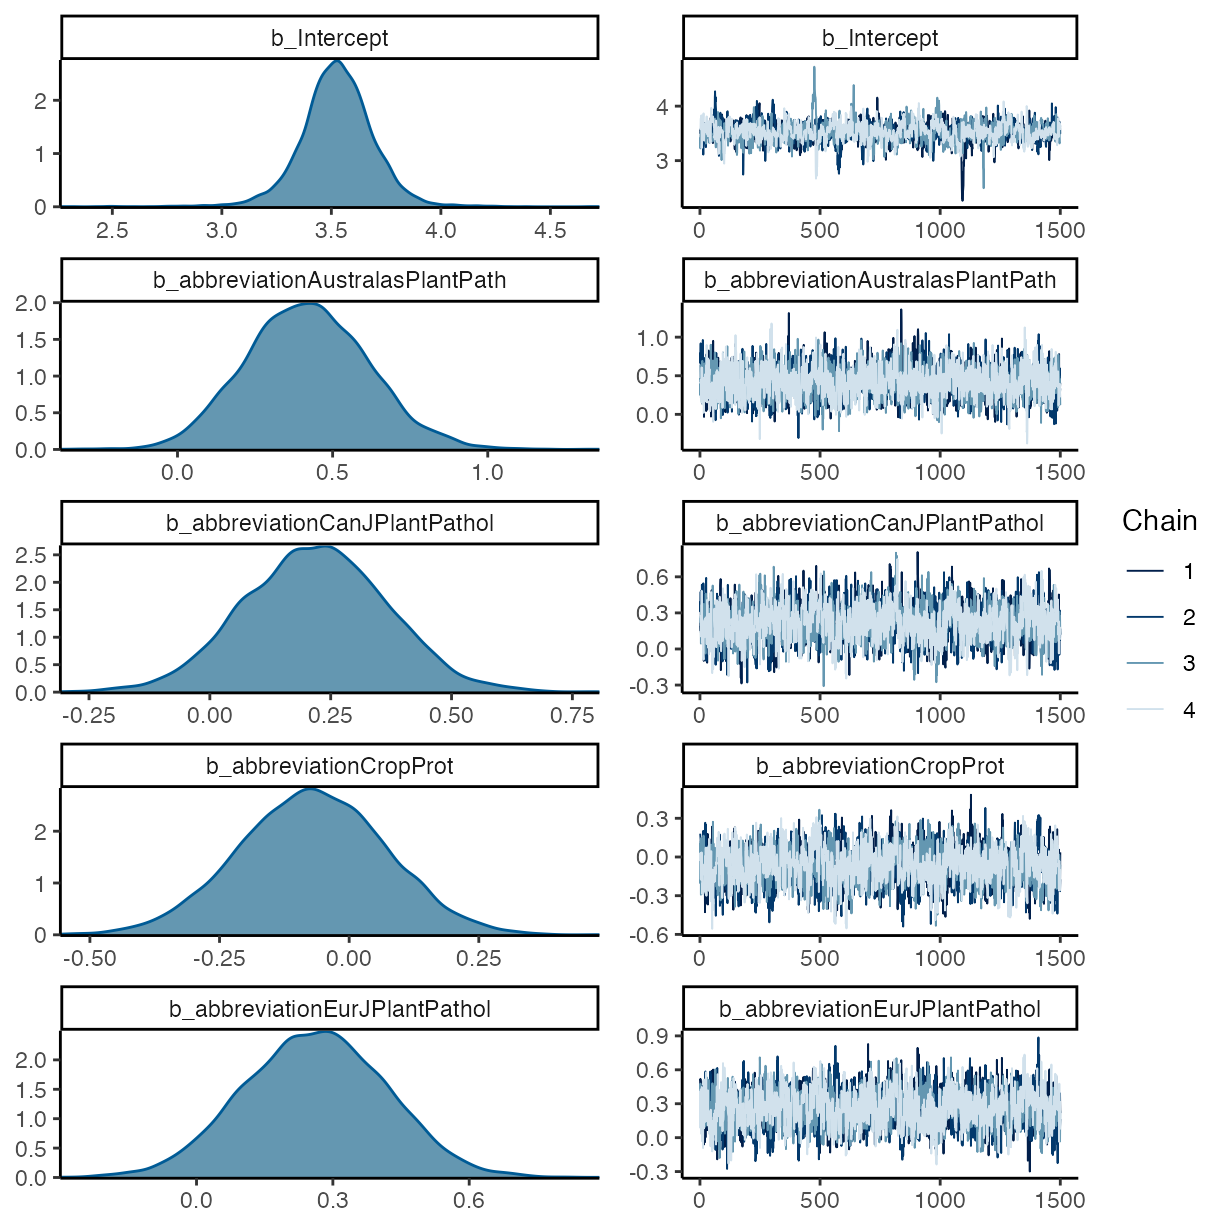 b_Intercept
2
1
0
2.5 3.0 3.5 4.0 4.5
b_Intercept
4
3
0 500 1000 1500
b_abbreviationAustralasPlantPath
2.0
1.5
1.0
0.5
0.0
0.0 0.5 1.0
b_abbreviationAustralasPlantPath
1.0
0.5
0.0
0 500 1000 1500
b_abbreviationCanJPlantPathol
2.5
2.0
1.5
1.0
0.5
0.0
-0.25 0.00 0.25 0.50 0.75
b_abbreviationCanJPlantPathol
0.6
0.3
0.0
-0.3
0 500 1000 1500
b_abbreviationCropProt
2
1
0
-0.50 -0.25 0.00 0.25
b_abbreviationCropProt
0.3
0.0
-0.3
-0.6
0 500 1000 1500
b_abbreviationEurJPlantPathol
2.0
1.5
1.0
0.5
0.0
0.0 0.3 0.6
b_abbreviationEurJPlantPathol
0.9
0.6
0.3
0.0
-0.3
0 500 1000 1500
Chain
1
2
3
4